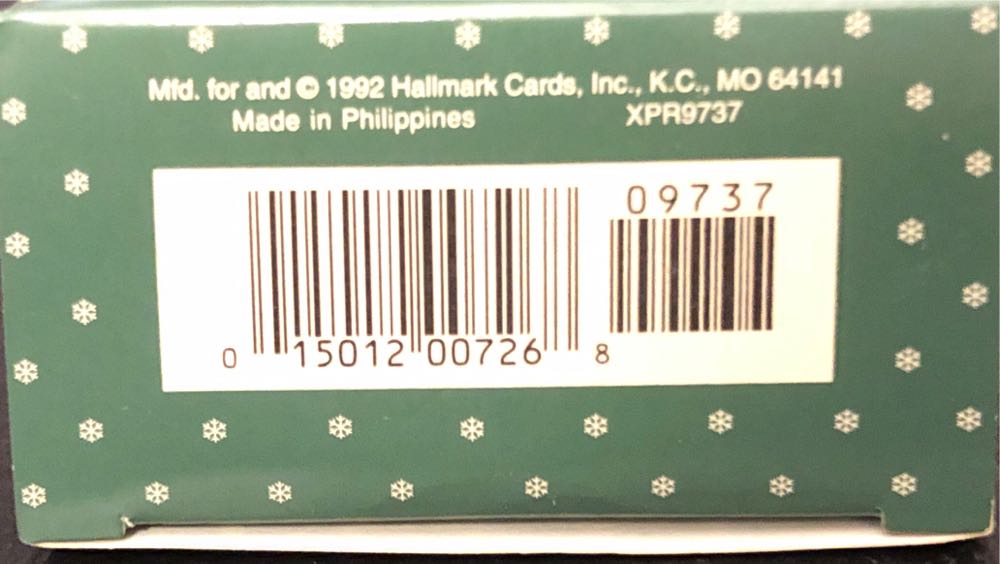 Mfd. for and © 1992 Hallmark Cards, Inc., K.C., MO 64141
Made in Philippines XPR9737
09737
0 15012 00726 8